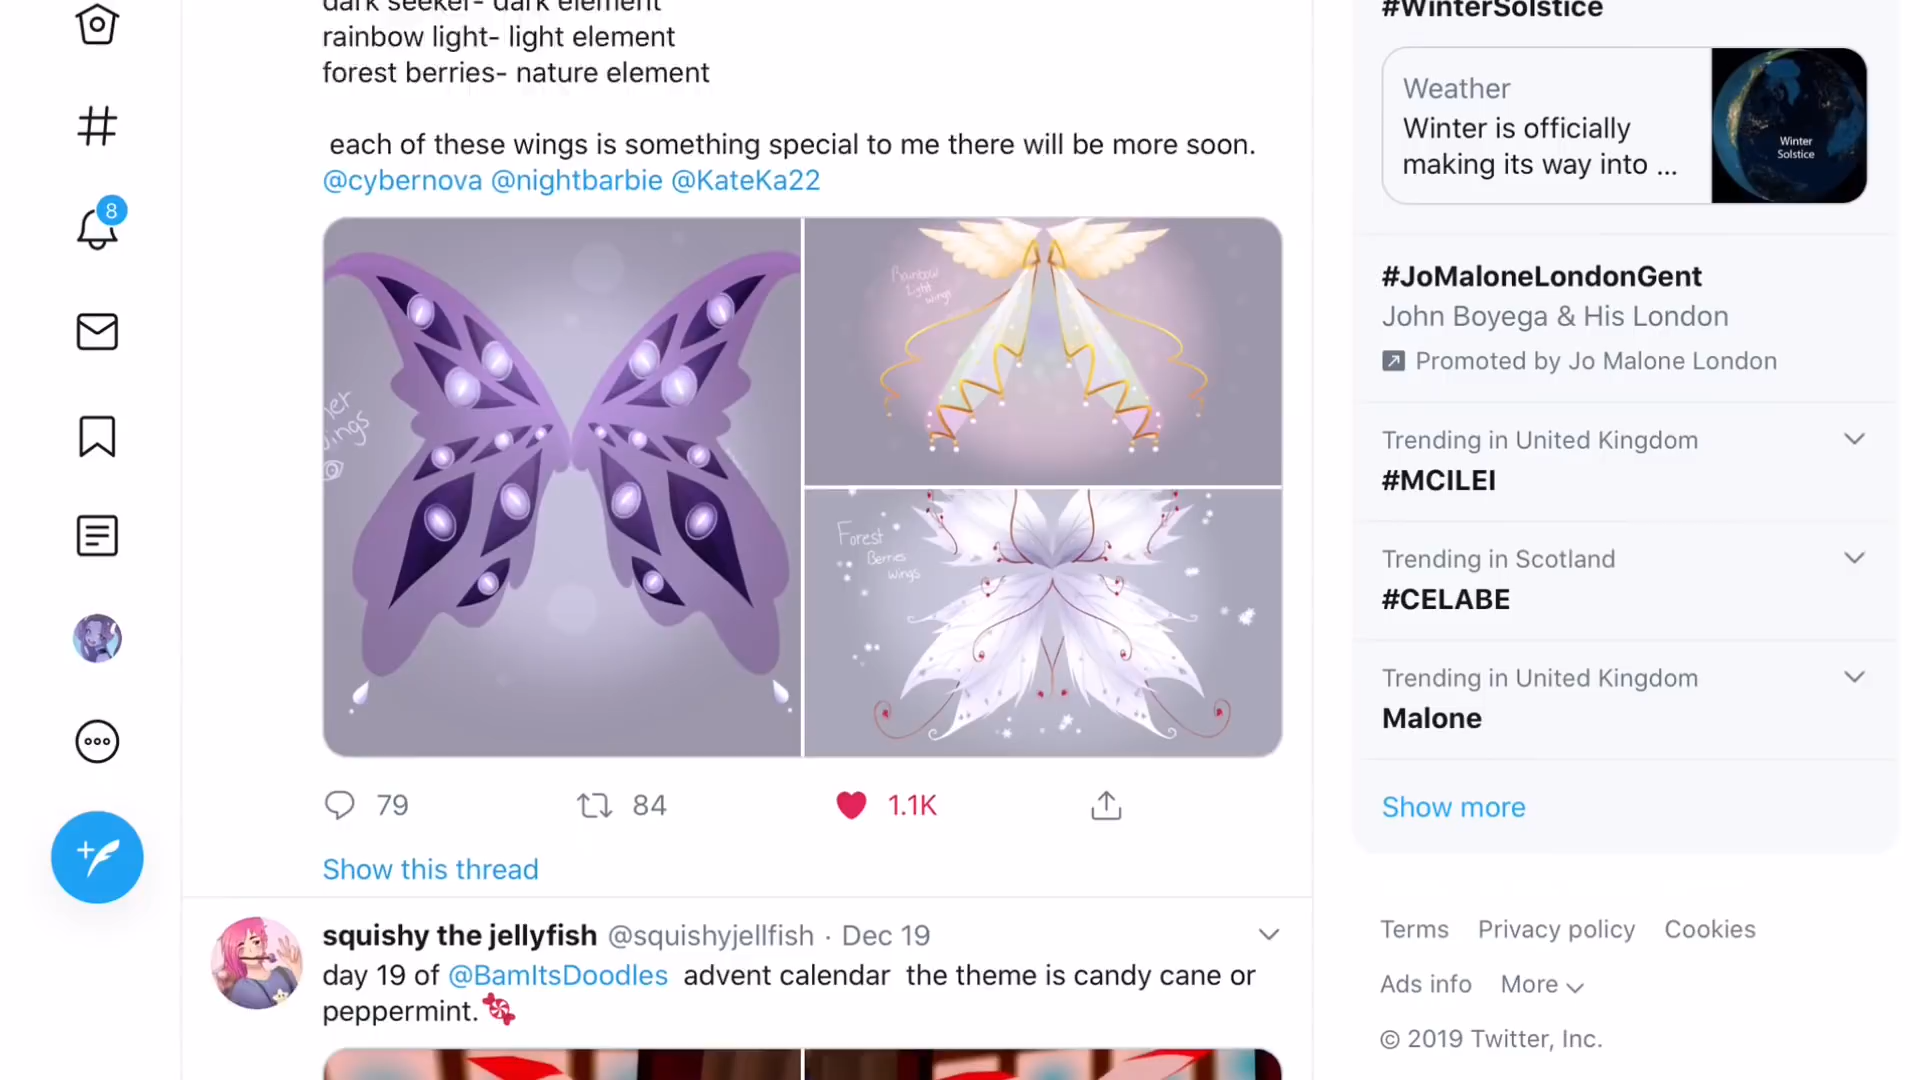 dark seeker- dark element
rainbow light- light element
forest berries- nature element
each of these wings is something special to me there will be more soon.
@cybernova @nightbarbie @KateKa22
Rainbow
Light
wings
Forest
Berries
wings
79
84
1.1K
Show this thread
squishy the jellyfish @squishyjellfish · Dec 19
day 19 of @BamItsDoodles advent calendar the theme is candy cane or
peppermint.
8
#WinterSolstice
Weather
Winter is officially
making its way into ...
Winter
Solstice
#JoMaloneLondonGent
John Boyega & His London
Promoted by Jo Malone London
Trending in United Kingdom
#MCILEI
Trending in Scotland
#CELABE
Trending in United Kingdom
Malone
Show more
Terms Privacy policy Cookies
Ads info More
© 2019 Twitter, Inc.